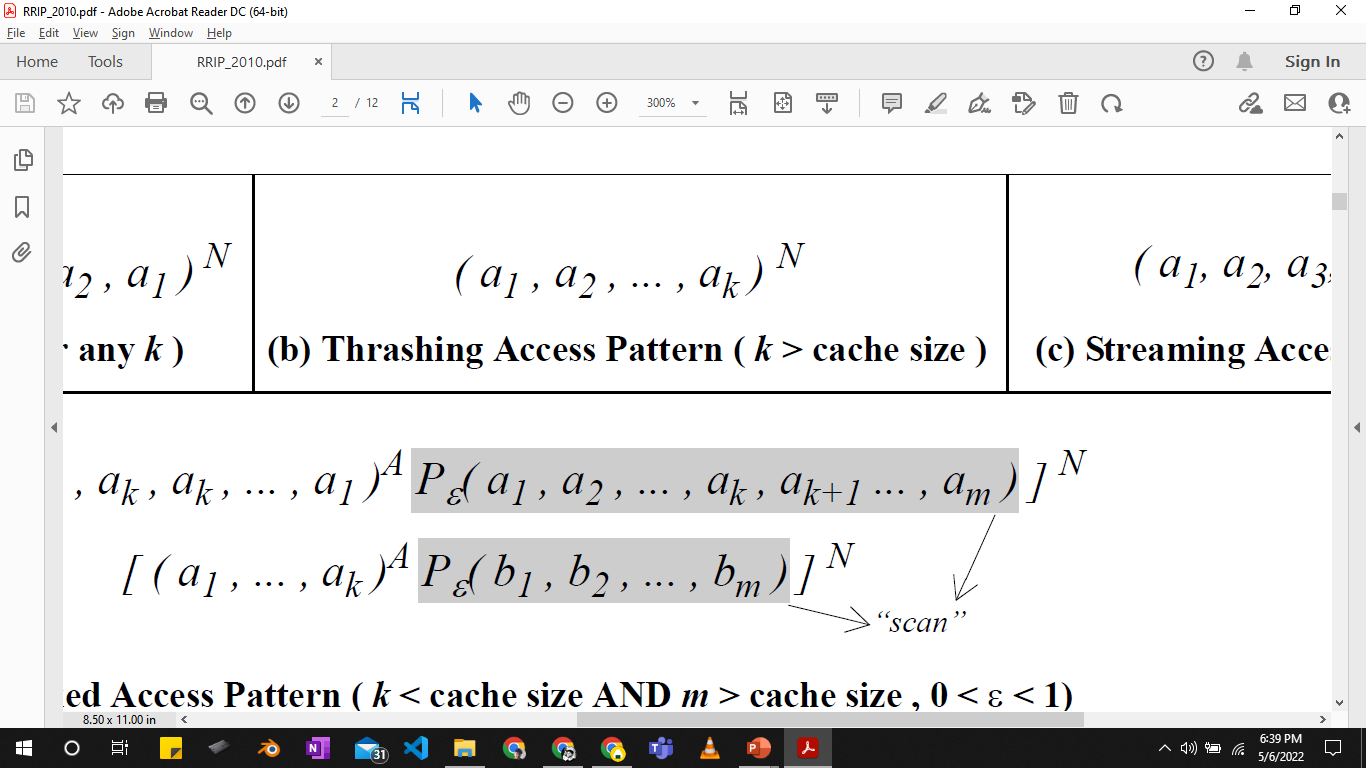 RRIP_2010.pdf - Adobe Acrobat Reader DC (64-bit)
File Edit View Sign Window Help
Home Tools RRIP_2010.pdf × Sign In
2 / 12 300%
a2 , a1 ) N
( a1 , a2 , ... , ak ) N
( a1, a2, a3,
r any k )
(b) Thrashing Access Pattern ( k > cache size )
(c) Streaming Acce
, ak , ak , ... , a1 )A Pε( a1 , a2 , ... , ak , ak+1 ... , am ) ] N
[ ( a1 , ... , ak )A Pε( b1 , b2 , ... , bm ) ] N
“scan”
ed Access Pattern ( k < cache size AND m > cache size , 0 < ε < 1)
8.50 x 11.00 in
31
6:39 PM
5/6/2022